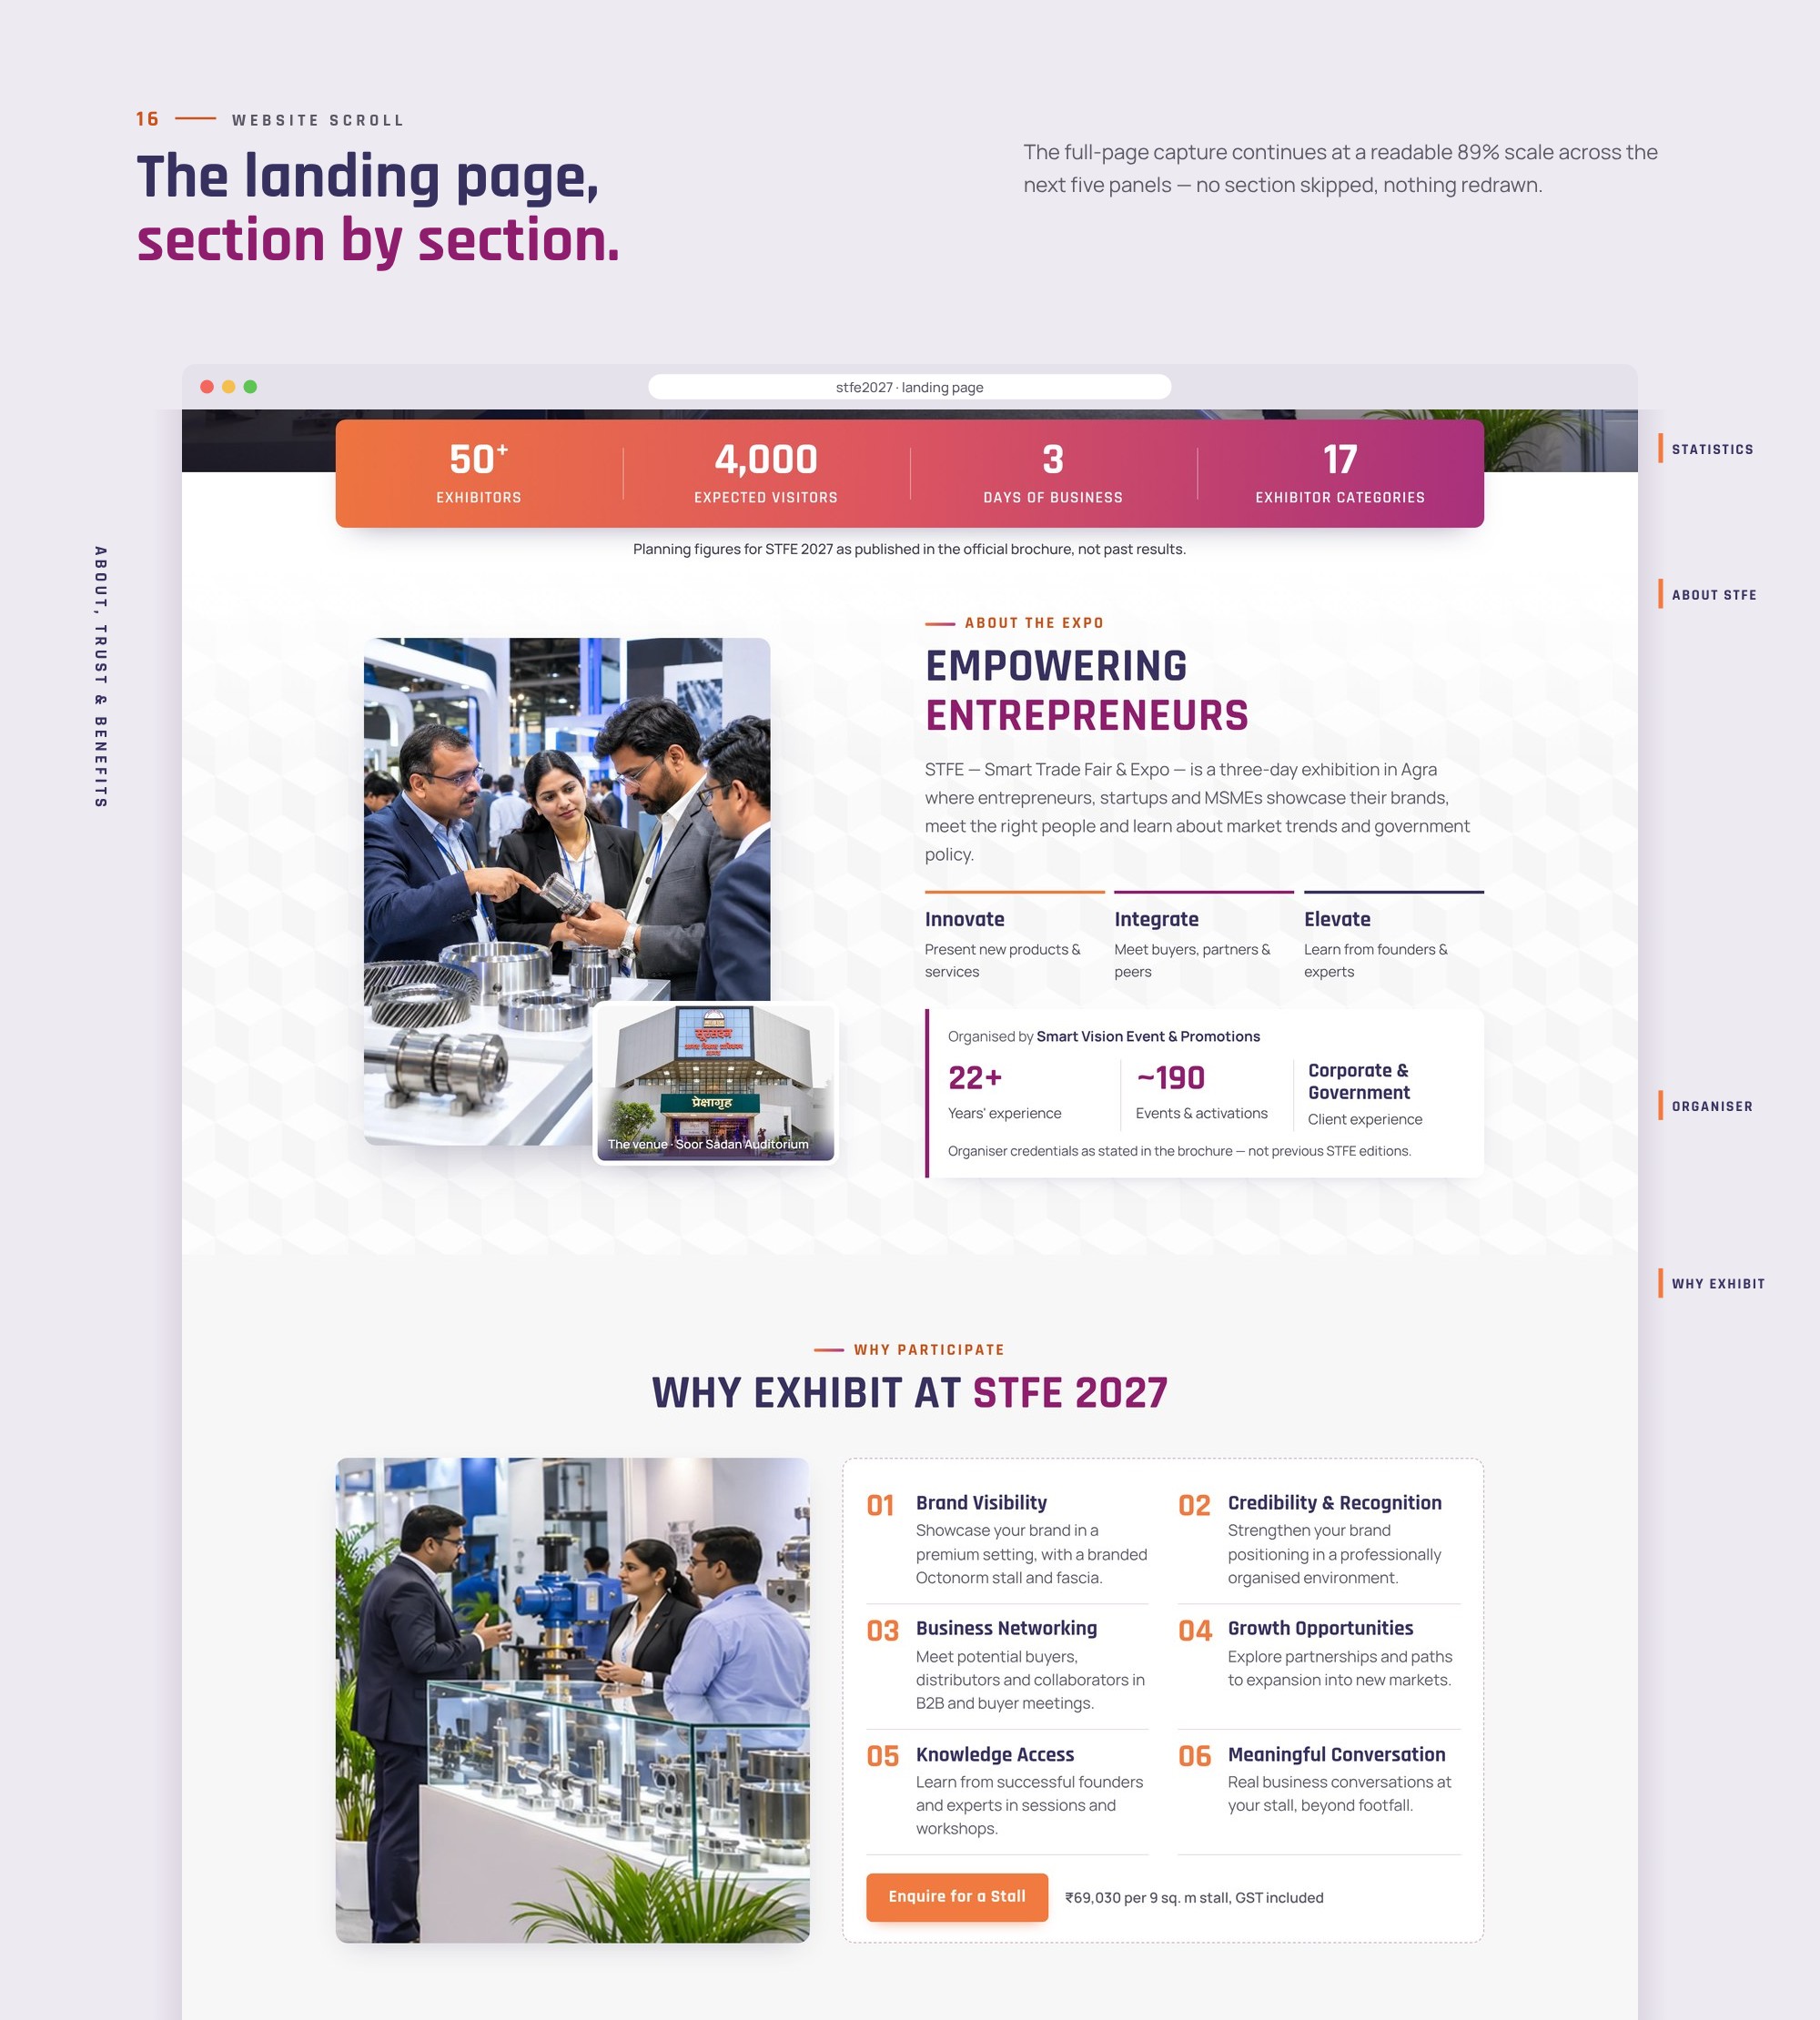 16 WEBSITE SCROLL
The landing page,
section by section.
The full-page capture continues at a readable 89% scale across the
next five panels — no section skipped, nothing redrawn.
stfe2027 · landing page
50+
EXHIBITORS
4,000
EXPECTED VISITORS
3
DAYS OF BUSINESS
17
EXHIBITOR CATEGORIES
Planning figures for STFE 2027 as published in the official brochure, not past results.
STATISTICS
ABOUT STFE
ORGANISER
WHY EXHIBIT
ABOUT, TRUST & BENEFITS
ABOUT THE EXPO
EMPOWERING
ENTREPRENEURS
STFE — Smart Trade Fair & Expo — is a three-day exhibition in Agra
where entrepreneurs, startups and MSMEs showcase their brands,
meet the right people and learn about market trends and government
policy.
Innovate
Present new products &
services
Integrate
Meet buyers, partners &
peers
Elevate
Learn from founders &
experts
सूरसदन
प्रेक्षागृह
The venue · Soor Sadan Auditorium
Organised by Smart Vision Event & Promotions
22+
Years' experience
~190
Events & activations
Corporate &
Government
Client experience
Organiser credentials as stated in the brochure — not previous STFE editions.
WHY PARTICIPATE
WHY EXHIBIT AT STFE 2027
01 Brand Visibility
Showcase your brand in a
premium setting, with a branded
Octonorm stall and fascia.
02 Credibility & Recognition
Strengthen your brand
positioning in a professionally
organised environment.
03 Business Networking
Meet potential buyers,
distributors and collaborators in
B2B and buyer meetings.
04 Growth Opportunities
Explore partnerships and paths
to expansion into new markets.
05 Knowledge Access
Learn from successful founders
and experts in sessions and
workshops.
06 Meaningful Conversation
Real business conversations at
your stall, beyond footfall.
Enquire for a Stall
₹69,030 per 9 sq. m stall, GST included